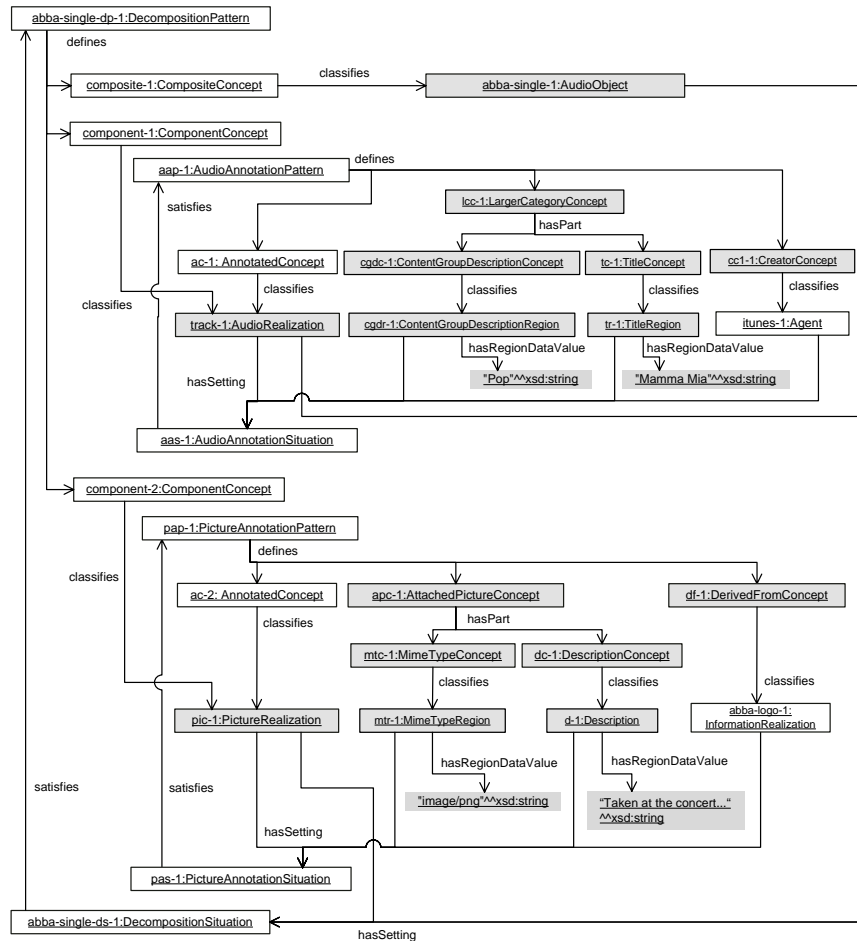 abba-single-dp-1:DecompositionPattern
defines
composite-1:CompositeConcept
classifies
abba-single-1:AudioObject
component-1:ComponentConcept
aap-1:AudioAnnotationPattern
defines
satisfies
lcc-1:LargerCategoryConcept
hasPart
ac-1: AnnotatedConcept
cgdc-1:ContentGroupDescriptionConcept
tc-1:TitleConcept
cc1-1:CreatorConcept
classifies
classifies
classifies
classifies
classifies
track-1:AudioRealization
cgdr-1:ContentGroupDescriptionRegion
tr-1:TitleRegion
itunes-1:Agent
hasRegionDataValue
hasRegionDataValue
hasSetting
"Pop"^^xsd:string
"Mamma Mia"^^xsd:string
aas-1:AudioAnnotationSituation
component-2:ComponentConcept
pap-1:PictureAnnotationPattern
defines
classifies
ac-2: AnnotatedConcept
apc-1:AttachedPictureConcept
df-1:DerivedFromConcept
classifies
hasPart
mtc-1:MimeTypeConcept
dc-1:DescriptionConcept
classifies
classifies
classifies
pic-1:PictureRealization
mtr-1:MimeTypeRegion
d-1:Description
abba-logo-1:
InformationRealization
hasRegionDataValue
hasRegionDataValue
satisfies
satisfies
"image/png"^^xsd:string
“Taken at the concert...“
^^xsd:string
hasSetting
pas-1:PictureAnnotationSituation
abba-single-ds-1:DecompositionSituation
hasSetting